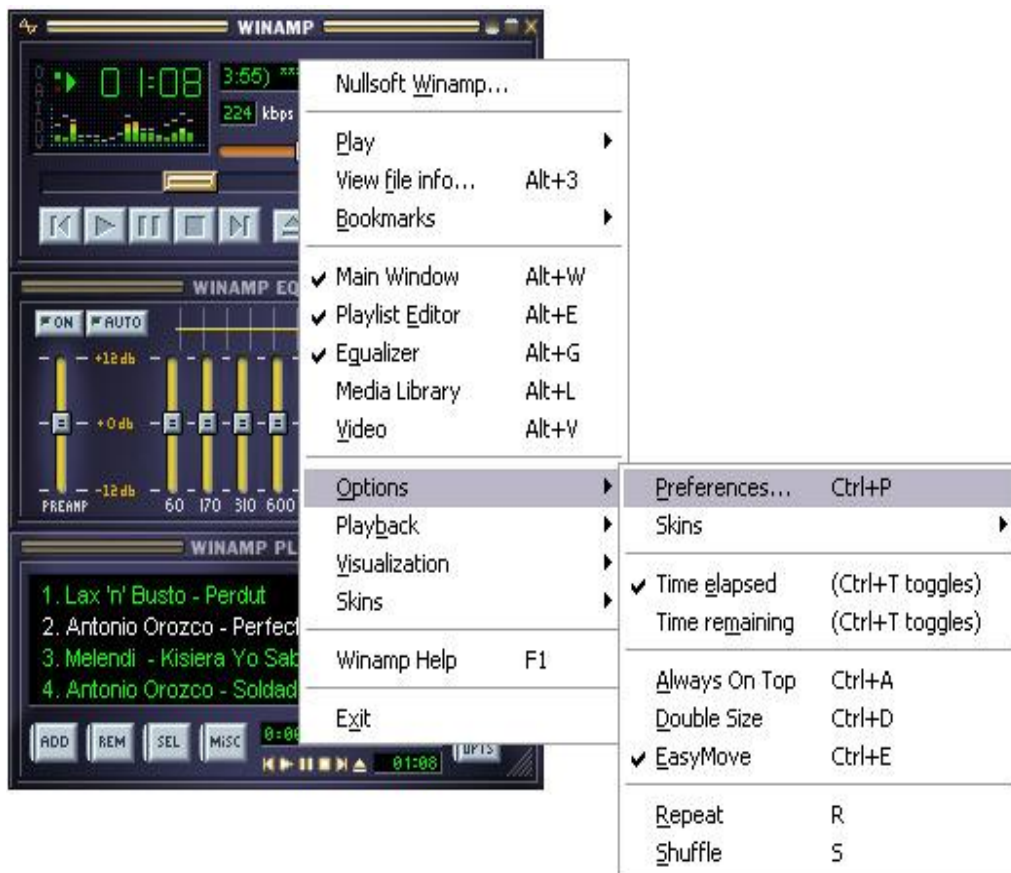 WINAMP
OAIDV
01:08
3:55) ***
224 kbps
WINAMP EQ
ON AUTO
+12db
+0db
-12db
PREAMP 60 170 310 600
WINAMP PL
1. Lax 'n' Busto - Perdut
2. Antonio Orozco - Perfect
3. Melendi - Kisiera Yo Sab
4. Antonio Orozco - Soldad
ADD REM SEL MISC 0:00 OPTS
01:08
Nullsoft Winamp...
Play
View file info... Alt+3
Bookmarks
Main Window Alt+W
Playlist Editor Alt+E
Equalizer Alt+G
Media Library Alt+L
Video Alt+V
Options
Playback
Visualization
Skins
Winamp Help F1
Exit
Preferences... Ctrl+P
Skins
Time elapsed (Ctrl+T toggles)
Time remaining (Ctrl+T toggles)
Always On Top Ctrl+A
Double Size Ctrl+D
EasyMove Ctrl+E
Repeat R
Shuffle S